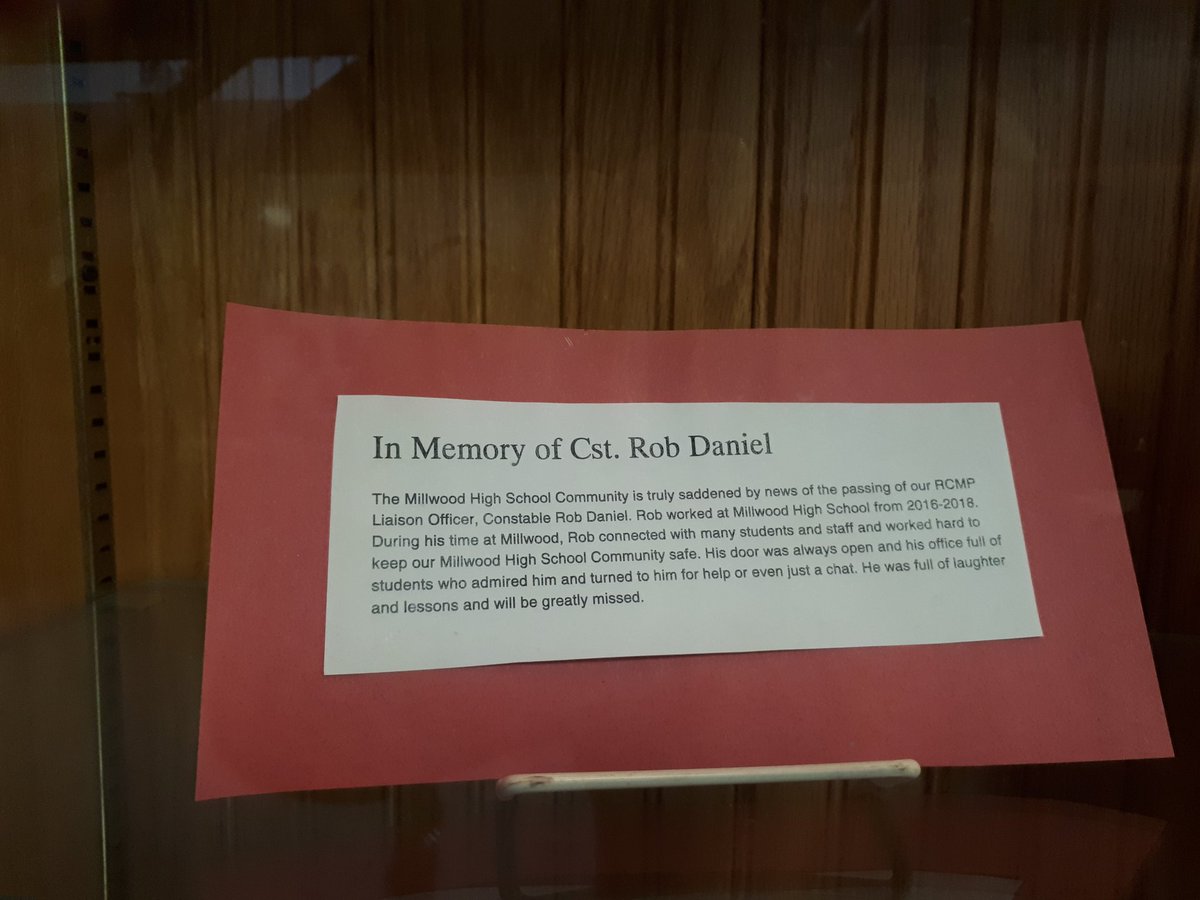 In Memory of Cst. Rob Daniel
The Millwood High School Community is truly saddened by news of the passing of our RCMP
Liaison Officer, Constable Rob Daniel. Rob worked at Millwood High School from 2016-2018.
During his time at Millwood, Rob connected with many students and staff and worked hard to
keep our Millwood High School Community safe. His door was always open and his office full of
students who admired him and turned to him for help or even just a chat. He was full of laughter
and lessons and will be greatly missed.